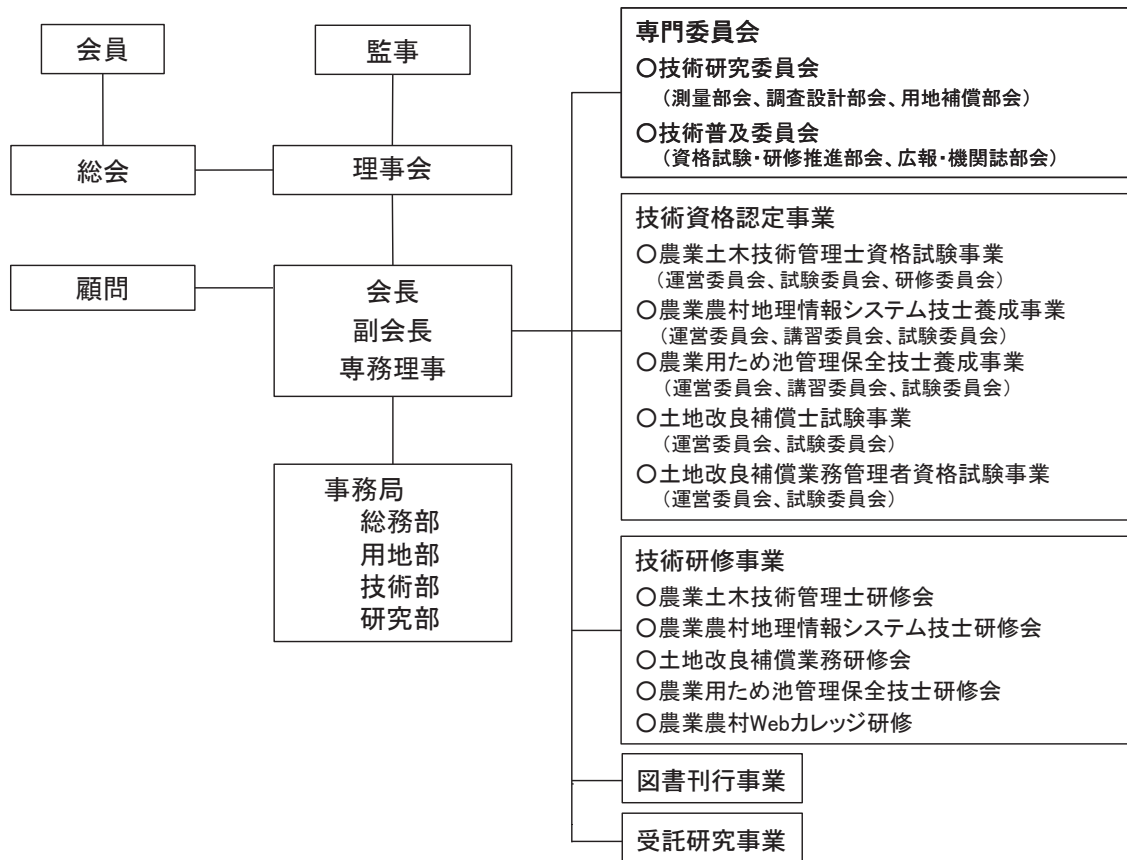 会員
監事
総会
理事会
顧問
会長
副会長
専務理事
事務局
総務部
用地部
技術部
研究部
専門委員会
○技術研究委員会
（測量部会、調査設計部会、用地補償部会）
○技術普及委員会
（資格試験・研修推進部会、広報・機関誌部会）
技術資格認定事業
○農業土木技術管理士資格試験事業
（運営委員会、試験委員会、研修委員会）
○農業農村地理情報システム技士養成事業
（運営委員会、講習委員会、試験委員会）
○農業用ため池管理保全技士養成事業
（運営委員会、講習委員会、試験委員会）
○土地改良補償士試験事業
（運営委員会、試験委員会）
○土地改良補償業務管理者資格試験事業
（運営委員会、試験委員会）
技術研修事業
○農業土木技術管理士研修会
○農業農村地理情報システム技士研修会
○土地改良補償業務研修会
○農業用ため池管理保全技士研修会
○農業農村Webカレッジ研修
図書刊行事業
受託研究事業